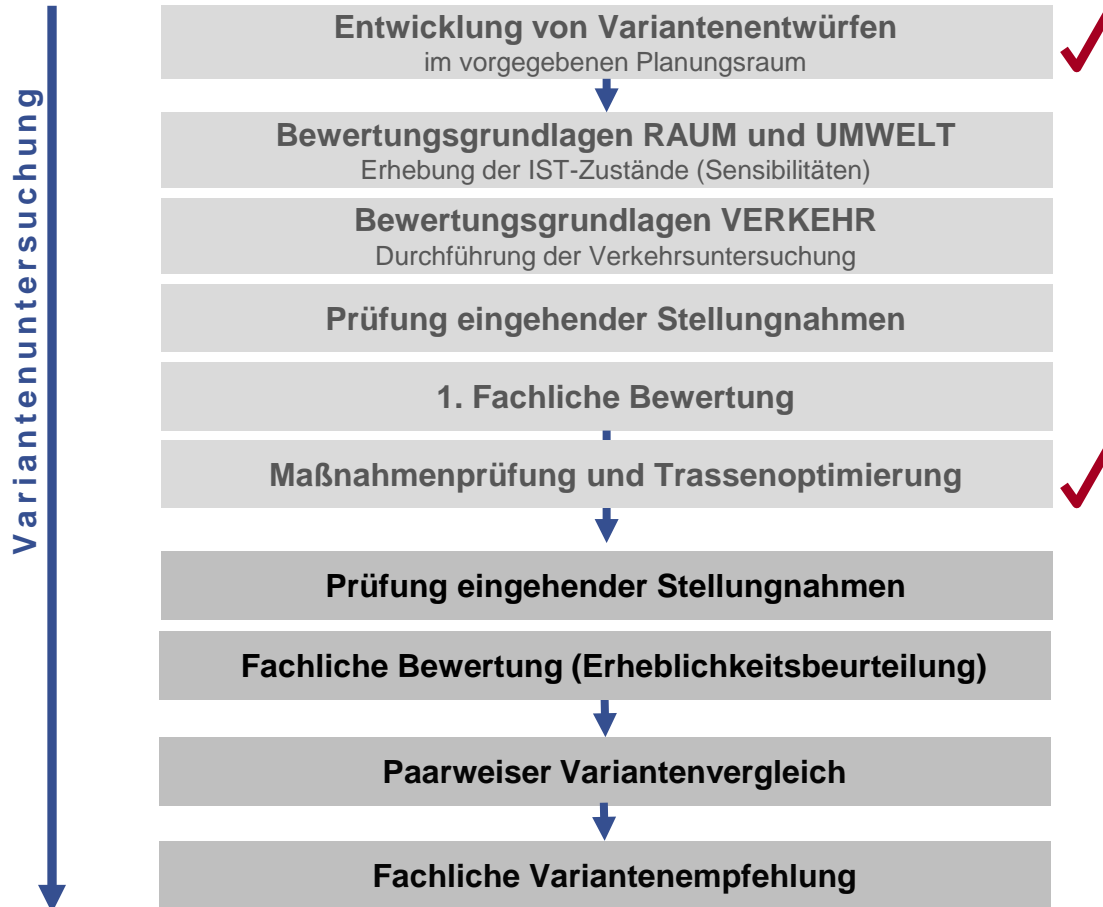 Variantenuntersuchung
Entwicklung von Variantenentwürfen
im vorgegebenen Planungsraum
Bewertungsgrundlagen RAUM und UMWELT
Erhebung der IST-Zustände (Sensibilitäten)
Bewertungsgrundlagen VERKEHR
Durchführung der Verkehrsuntersuchung
Prüfung eingehender Stellungnahmen
1. Fachliche Bewertung
Maßnahmenprüfung und Trassenoptimierung
Prüfung eingehender Stellungnahmen
Fachliche Bewertung (Erheblichkeitsbeurteilung)
Paarweiser Variantenvergleich
Fachliche Variantenempfehlung